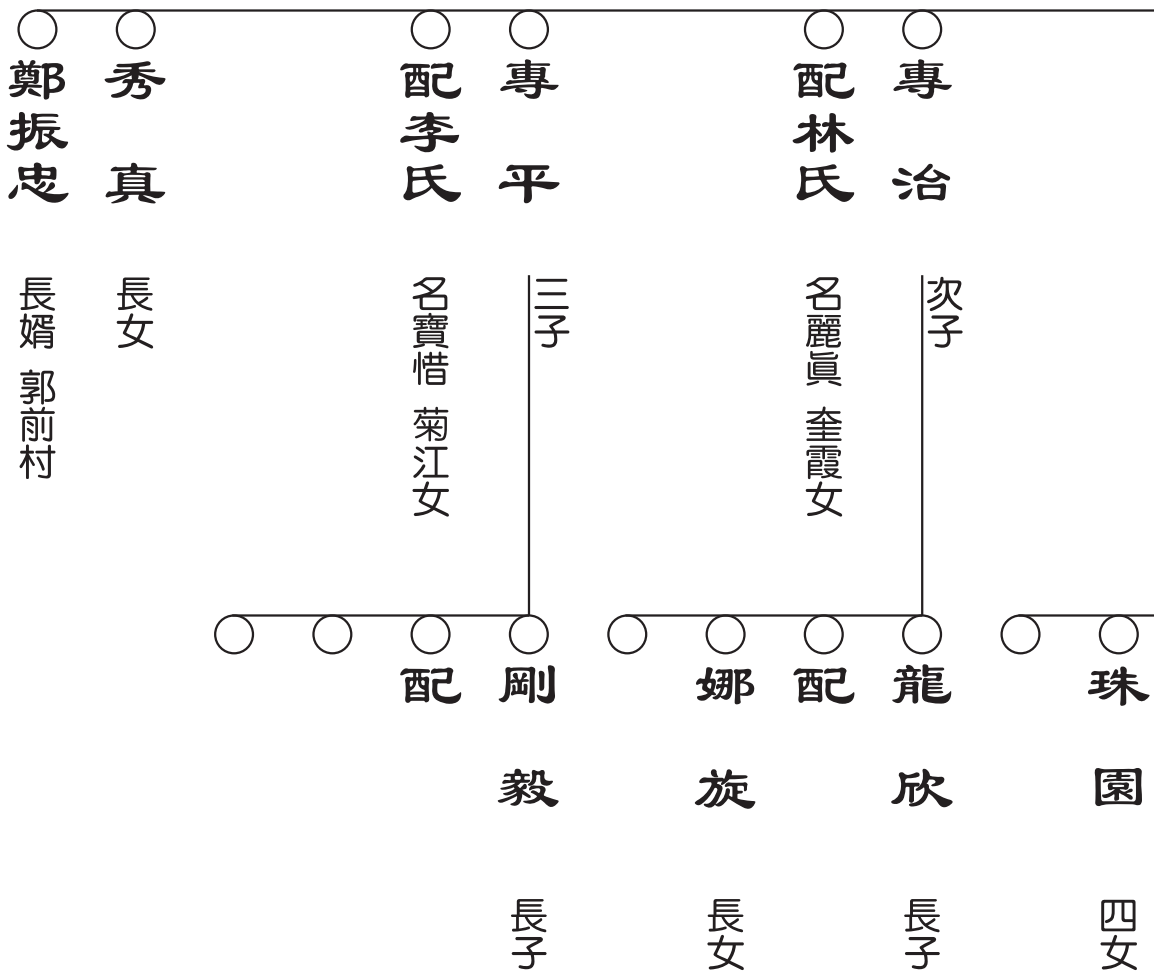 專治
次子
配林氏
名麗眞 奎霞女
專平
三子
配李氏
名寶惜 菊江女
秀真
長女
鄭振忠
長婿 郭前村
珠園
四女
龍欣
長子
配
娜旋
長女
剛毅
長子
配